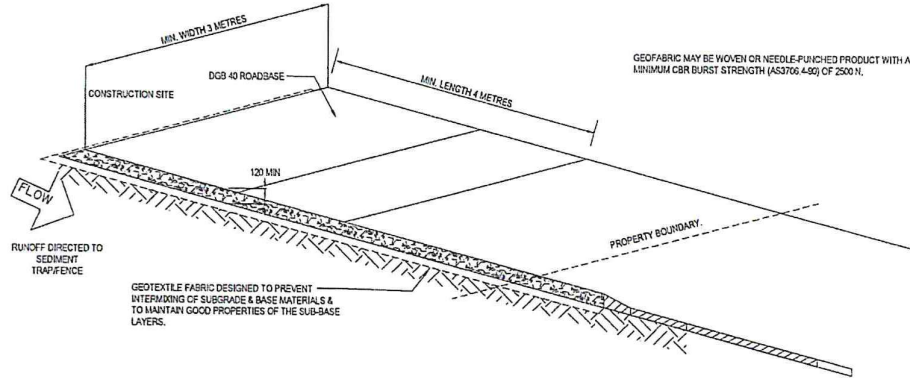 MIN. WIDTH 3 METRES
GEOFABRIC MAY BE WOVEN OR NEEDLE-PUNCHED PRODUCT WITH A
MINIMUM CBR BURST STRENGTH (AS3706.4-90) OF 2500 N.
DGB 40 ROADBASE
MIN. LENGTH 4 METRES
CONSTRUCTION SITE
120 MIN
FLOW
RUNOFF DIRECTED TO
SEDIMENT
TRAP/FENCE
PROPERTY BOUNDARY.
GEOTEXTILE FABRIC DESIGNED TO PREVENT
INTERMIXING OF SUBGRADE & BASE MATERIALS &
TO MAINTAIN GOOD PROPERTIES OF THE SUB-BASE
LAYERS.